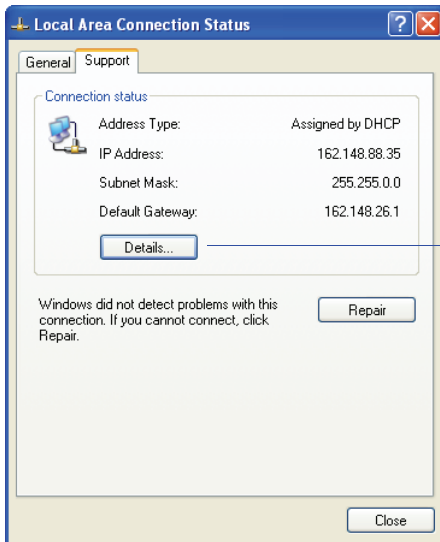 Local Area Connection Status
General Support
Connection status
Address Type: Assigned by DHCP
IP Address: 162.148.88.35
Subnet Mask: 255.255.0.0
Default Gateway: 162.148.26.1
Details...
Windows did not detect problems with this
connection. If you cannot connect, click
Repair.
Repair
Close